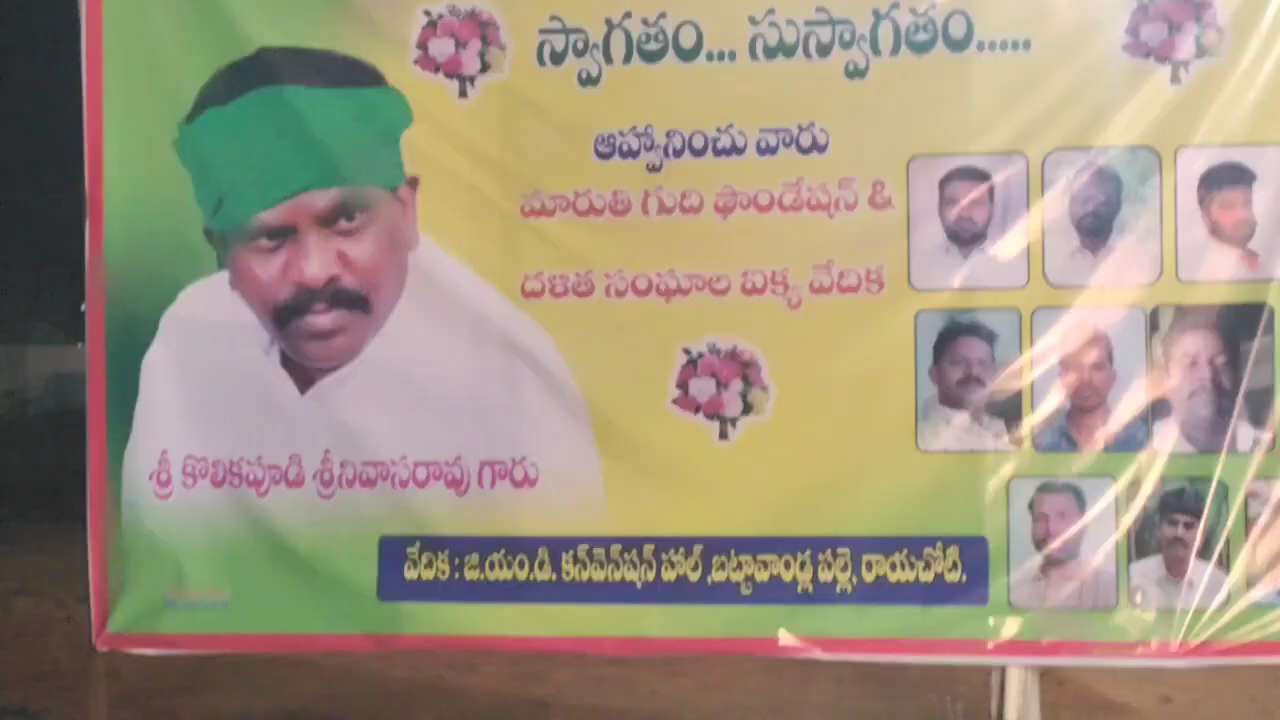 స్వాగతం... సుస్వాగతం.....
ఆహ్వానించు వారు
మారుతి గుడి ఫౌండేషన్ &
దళిత సంఘాల ఐక్య వేదిక
శ్రీ కొలికపూడి శ్రీనివాసరావు గారు
వేదిక : జి.యం.డి. కన్‌వెన్‌షన్ హాల్ ,బట్టావాండ్ల పల్లె, రాయచోటి.